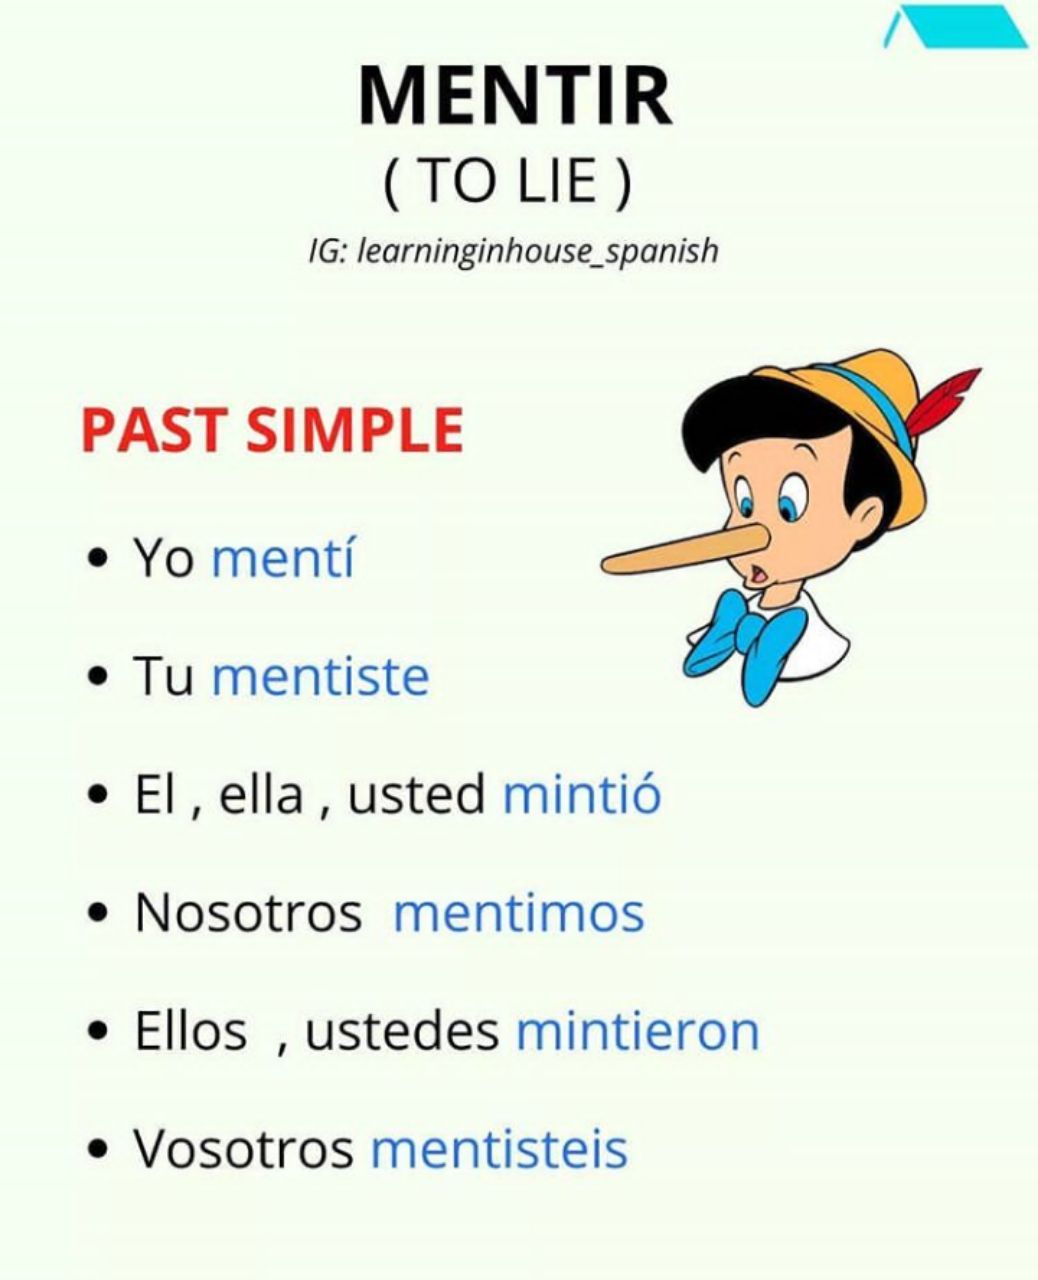 MENTIR
( TO LIE )
IG: learninginhouse_spanish
PAST SIMPLE
• Yo mentí
• Tu mentiste
• El , ella , usted mintió
• Nosotros mentimos
• Ellos , ustedes mintieron
• Vosotros mentisteis